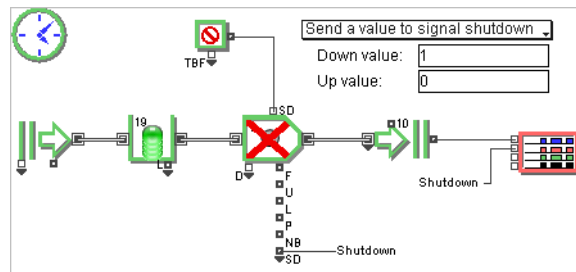 Send a value to signal shutdown
Down value: 1
Up value: 0
TBF
SD
19
10
L
D
F
U
L
P
NB
SD
Shutdown
Shutdown